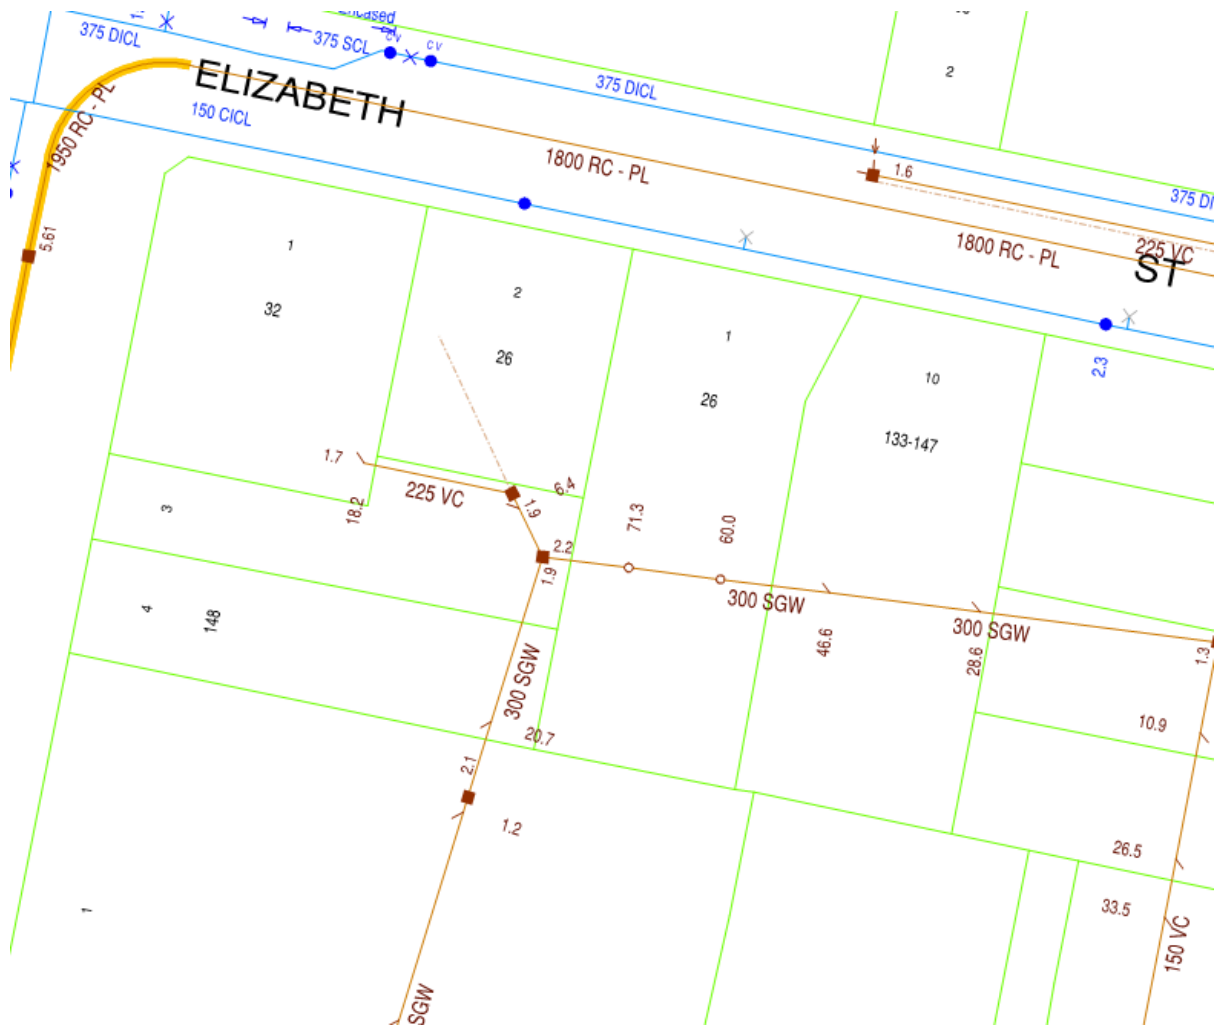 Encased
CV
CV
375 DICL
375 SCL
2
375 DICL
ELIZABETH
1950 RC - PL
150 CICL
1800 RC - PL
1.6
375 DI
5.61
1
1800 RC - PL
225 VC
ST
2
32
1
26
2.3
10
26
133-147
1.7
225 VC
6.4
18.2
1.9
3
71.3
60.0
2.2
1.9
300 SGW
4
148
300 SGW
46.6
28.6
1.3
300 SGW
10.9
20.7
2.1
1.2
26.5
33.5
1
150 VC
SGW